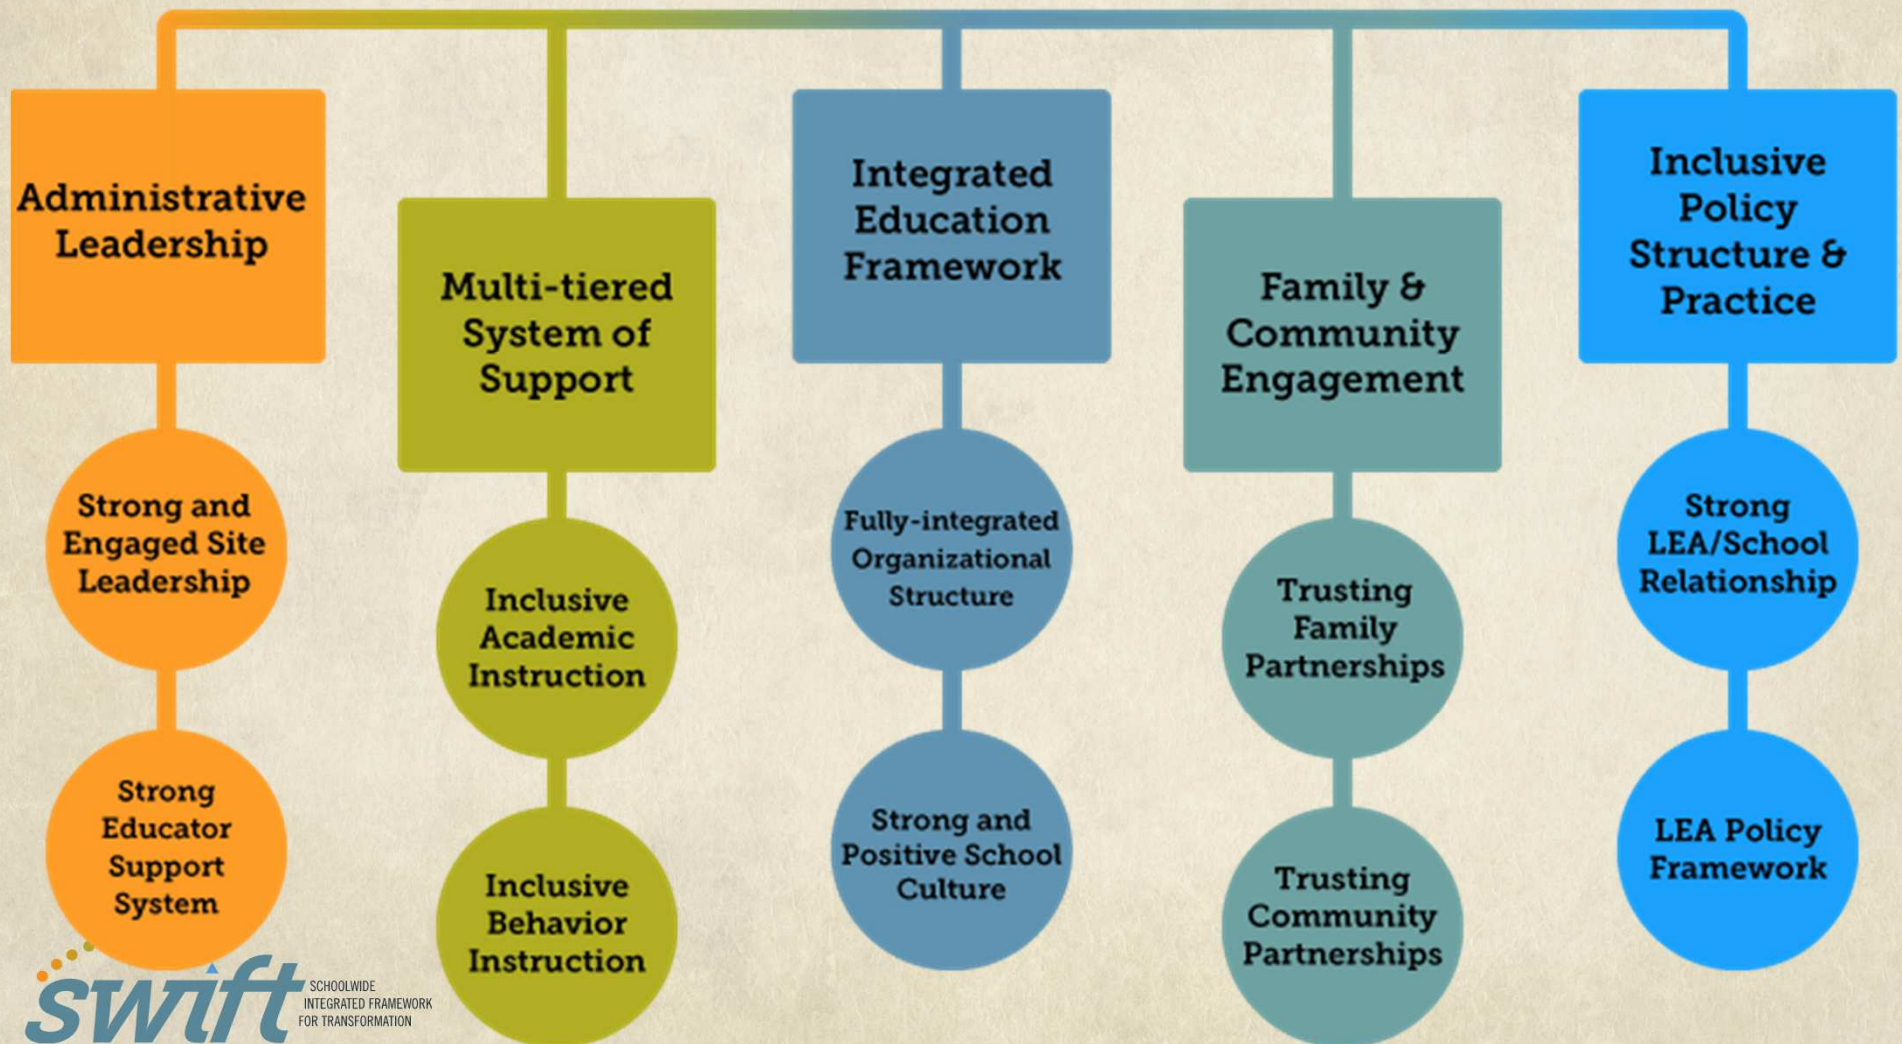 Administrative
Leadership
Strong and
Engaged Site
Leadership
Strong
Educator
Support
System
Multi-tiered
System of
Support
Inclusive
Academic
Instruction
Inclusive
Behavior
Instruction
Integrated
Education
Framework
Fully-integrated
Organizational
Structure
Strong and
Positive School
Culture
Family &
Community
Engagement
Trusting
Family
Partnerships
Trusting
Community
Partnerships
Inclusive
Policy
Structure &
Practice
Strong
LEA/School
Relationship
LEA Policy
Framework
swift
SCHOOLWIDE
INTEGRATED FRAMEWORK
FOR TRANSFORMATION